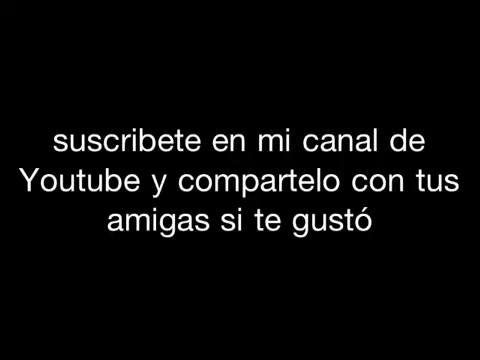 suscribete en mi canal de
Youtube y compartelo con tus
amigas si te gustó